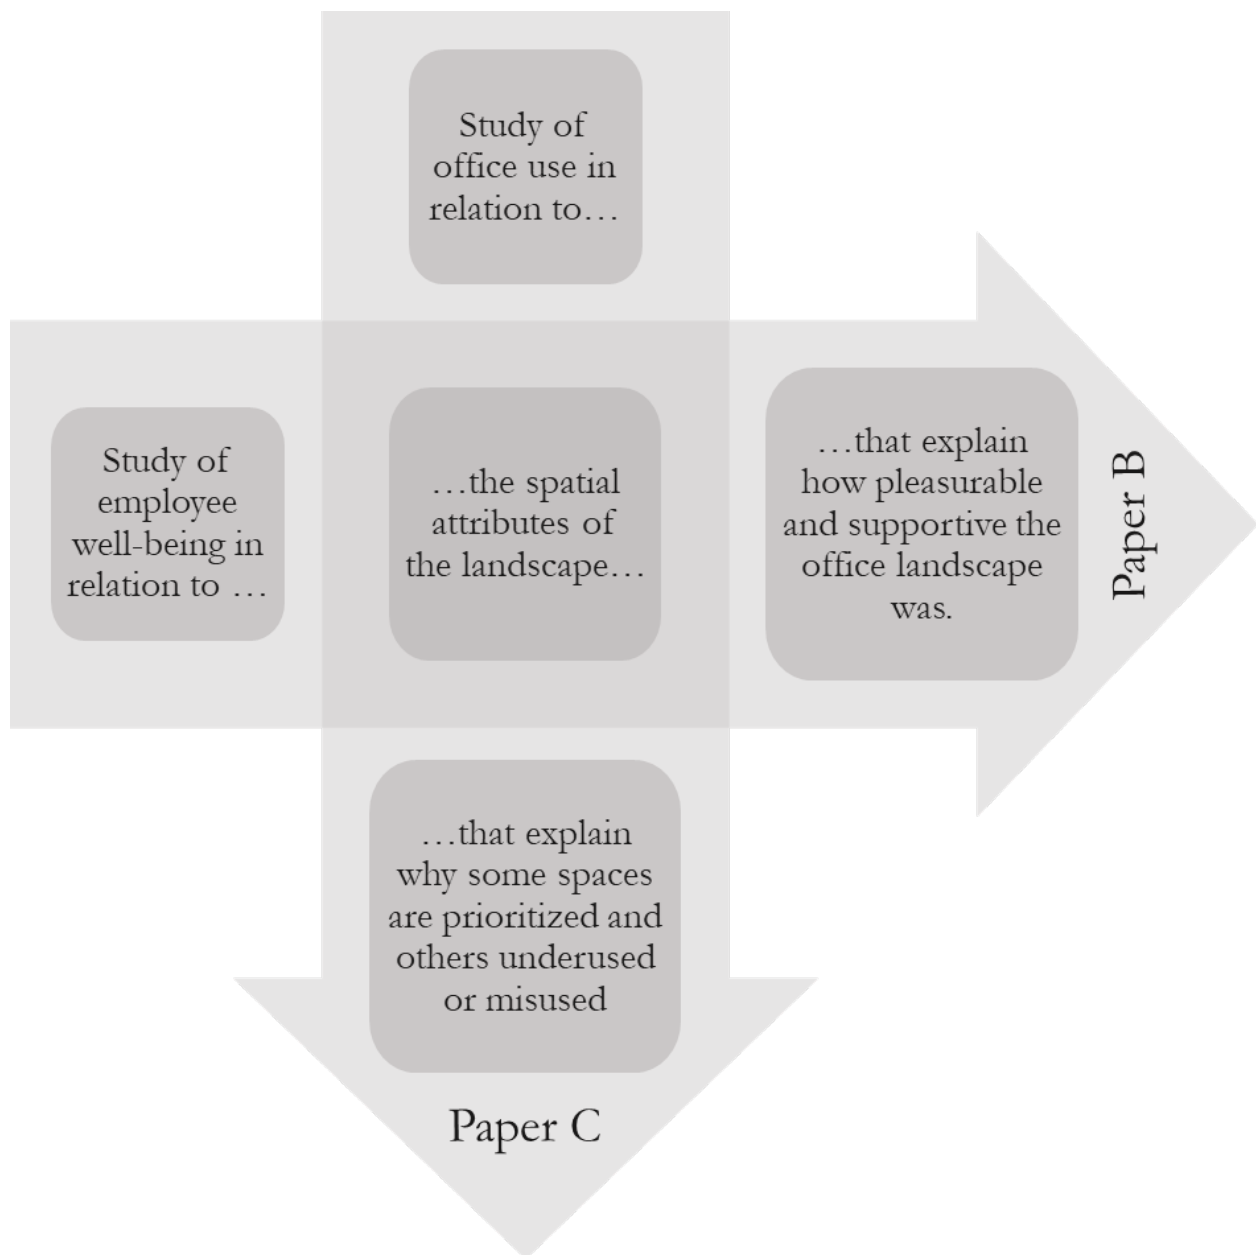 Study of
office use in
relation to…
Study of
employee
well-being in
relation to …
…the spatial
attributes of
the landscape…
…that explain
how pleasurable
and supportive the
office landscape
was.
Paper B
…that explain
why some spaces
are prioritized and
others underused
or misused
Paper C